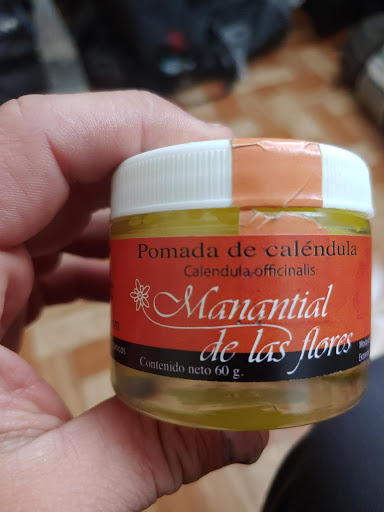 Pomada de caléndula
Calendula officinalis
Manantial
de las flores
Contenido neto 60 g.